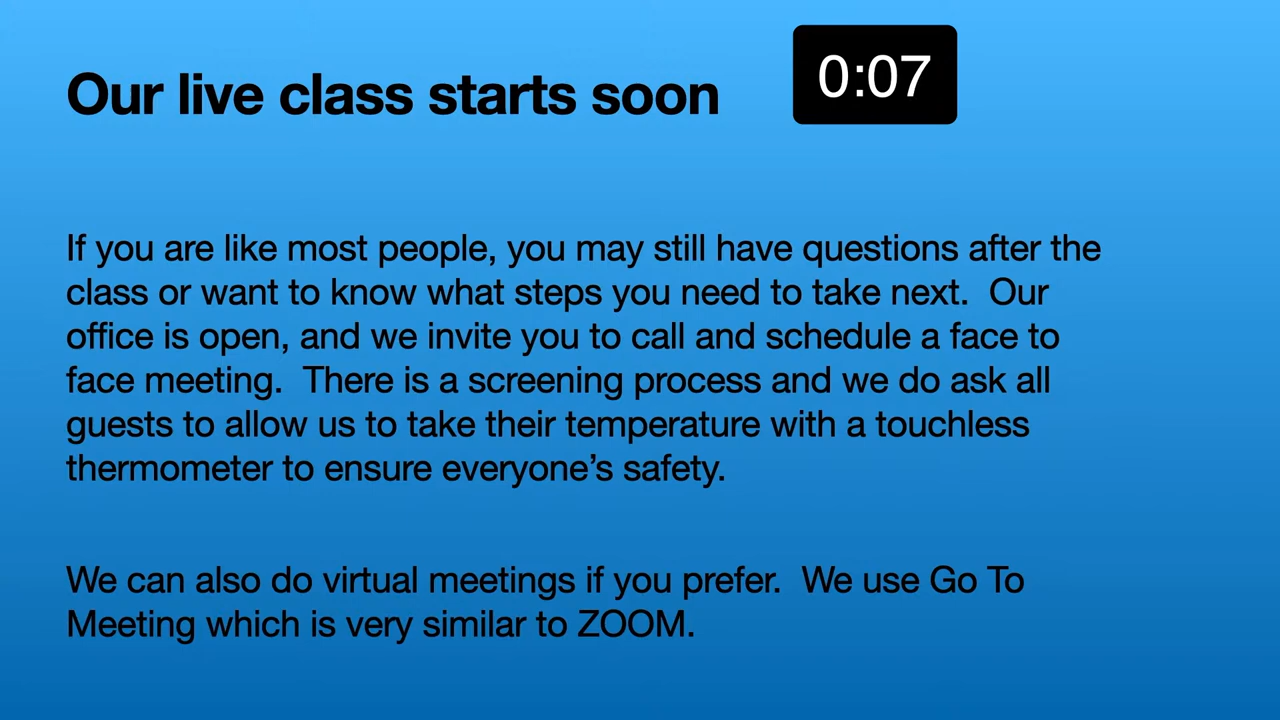 Our live class starts soon
0:07
If you are like most people, you may still have questions after the
class or want to know what steps you need to take next.  Our
office is open, and we invite you to call and schedule a face to
face meeting.  There is a screening process and we do ask all
guests to allow us to take their temperature with a touchless
thermometer to ensure everyone’s safety.
We can also do virtual meetings if you prefer.  We use Go To
Meeting which is very similar to ZOOM.